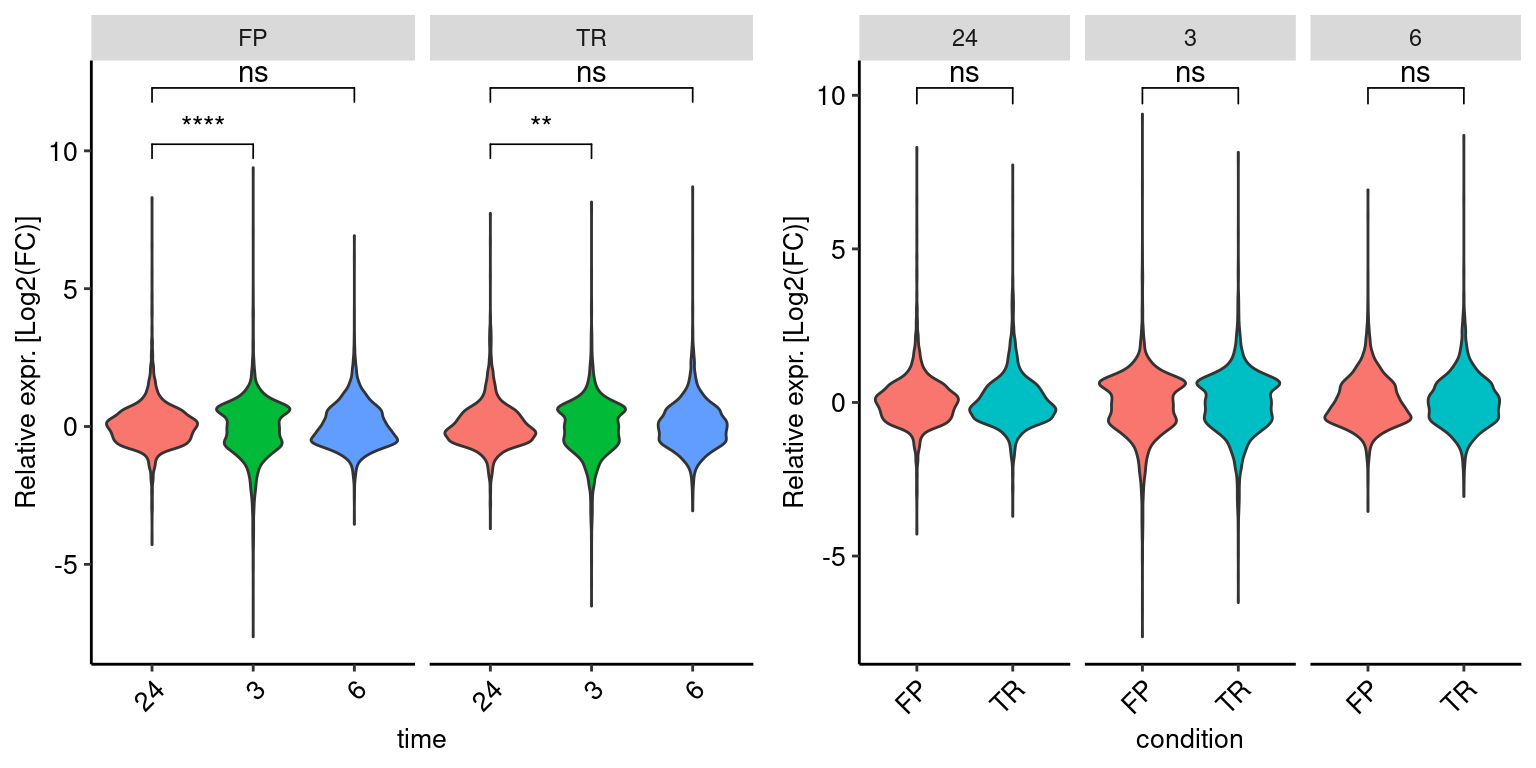 FP TR
ns ns
**** **
10
5
0
-5
Relative expr. [Log2(FC)]
24 3 6 24 3 6
time
24 3 6
ns ns ns
10
5
0
-5
Relative expr. [Log2(FC)]
FP TR FP TR FP TR
condition